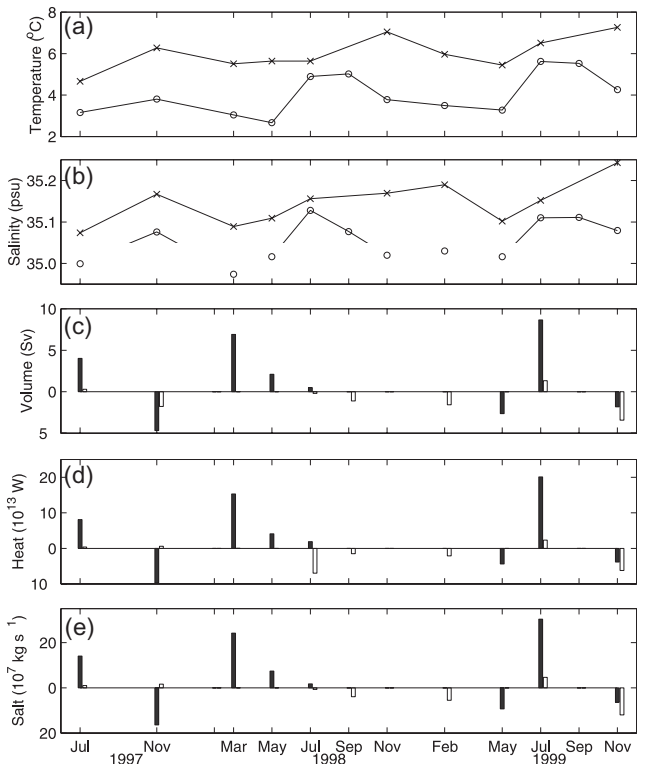 (a)
Temperature (°C)
8
6
4
2
(b)
Salinity (psu)
35.2
35.1
35.0
(c)
Volume (Sv)
10
5
0
5
(d)
Heat (10¹³ W)
20
10
0
10
(e)
Salt (10⁷ kg s⁻¹)
20
0
20
Jul Nov Mar May Jul Sep Nov Feb May Jul Sep Nov
1997 1998 1999